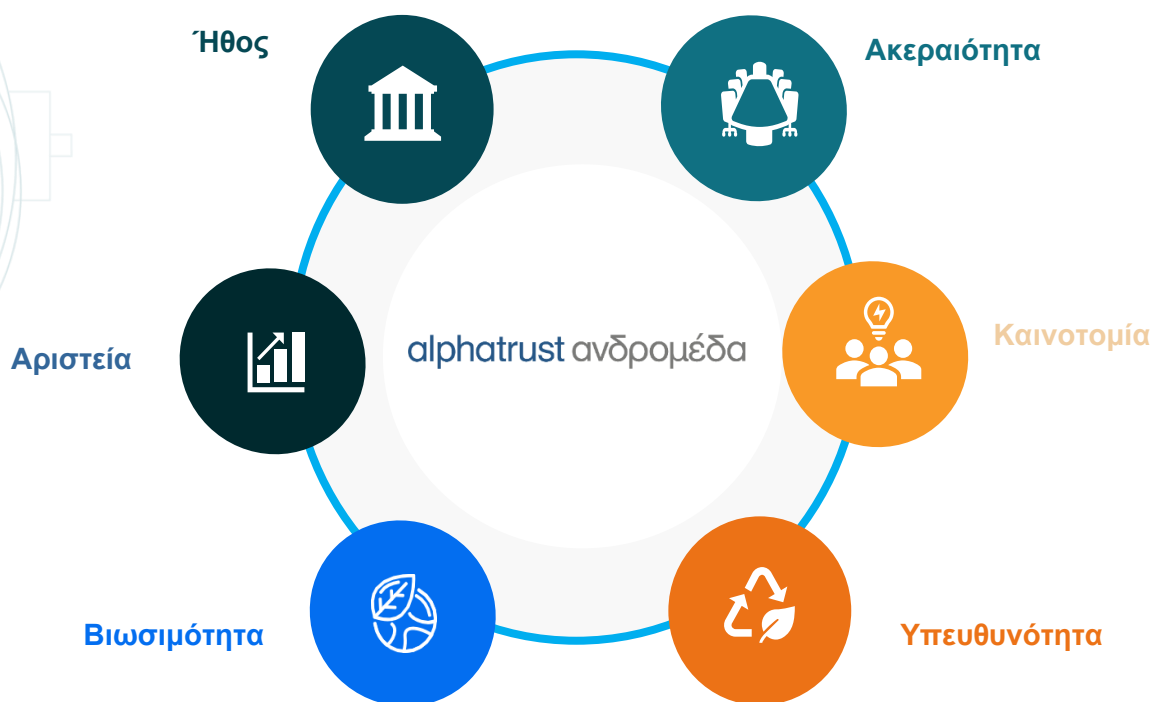 Ήθος
Ακεραιότητα
Αριστεία
alphatrust ανδρομέδα
Καινοτομία
Βιωσιμότητα
Υπευθυνότητα